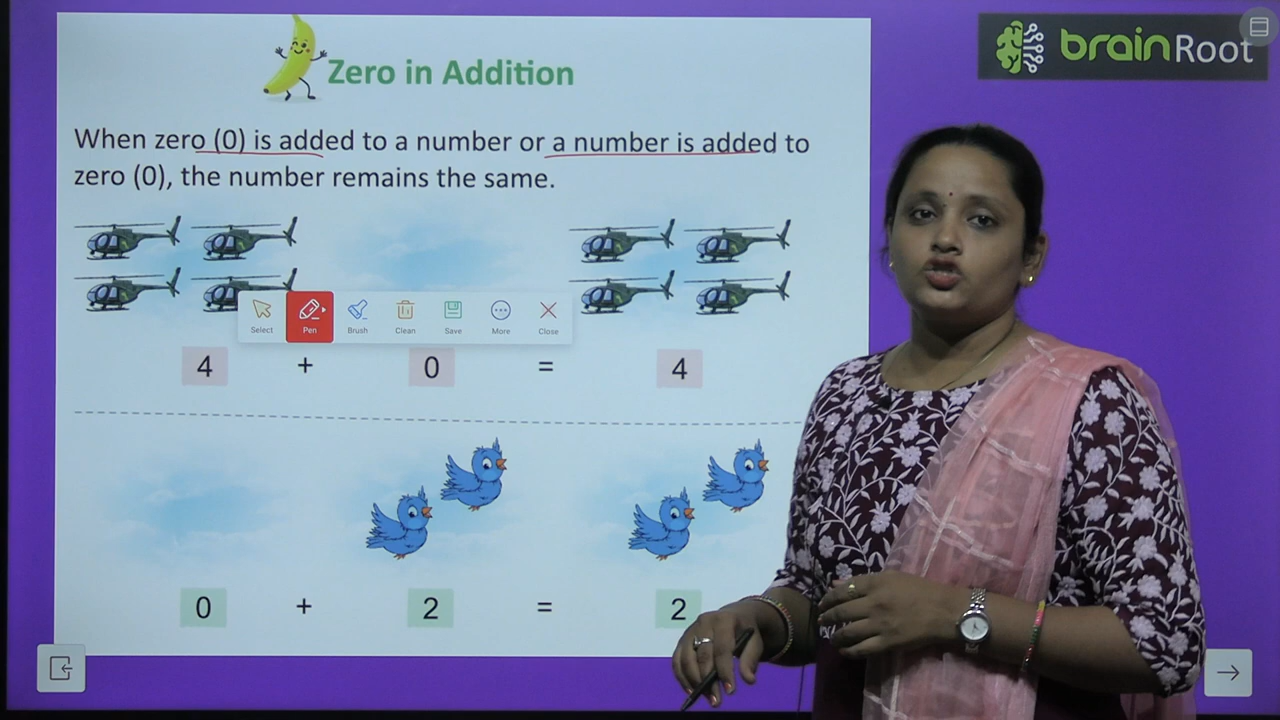 brainRoot
Zero in Addition
When zero (0) is added to a number or a number is added to
zero (0), the number remains the same.
Select Pen Brush Clean Save More Close
4 + 0 = 4
0 + 2 = 2